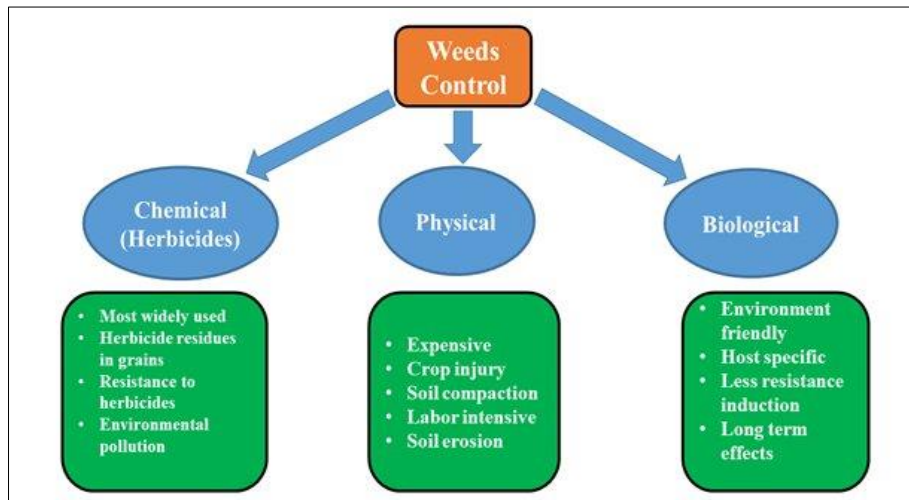 Weeds
Control
Chemical
(Herbicides)
Physical
Biological
• Most widely used
• Herbicide residues
in grains
• Resistance to
herbicides
• Environmental
pollution
• Expensive
• Crop injury
• Soil compaction
• Labor intensive
• Soil erosion
• Environment
friendly
• Host specific
• Less resistance
induction
• Long term
effects